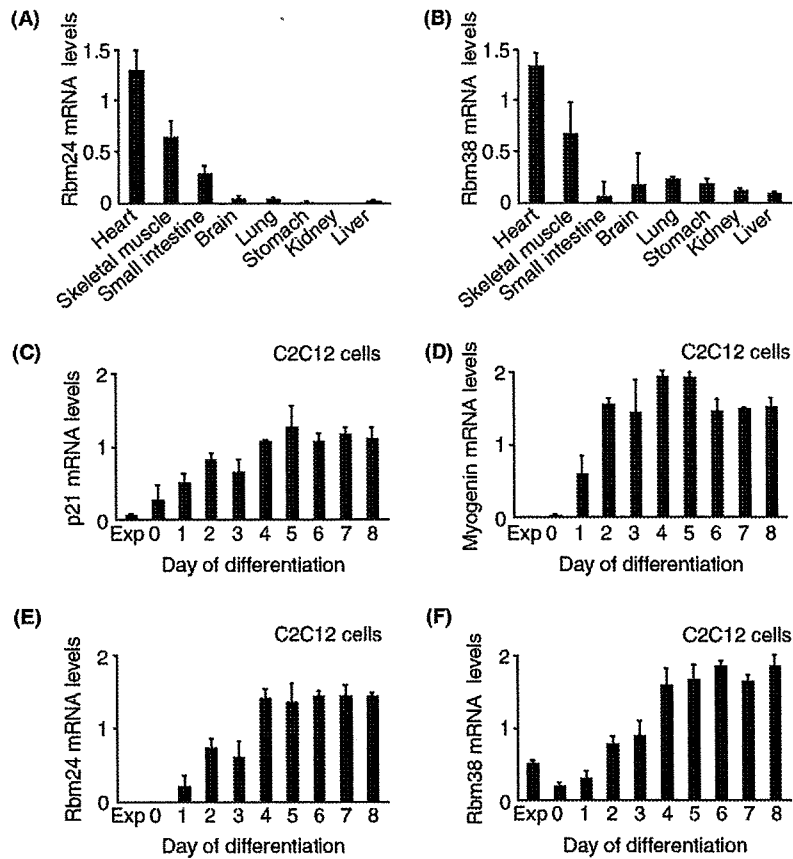 (A)
Rbm24 mRNA levels
1.5
1
0.5
0
Heart
Skeletal muscle
Small intestine
Brain
Lung
Stomach
Kidney
Liver
(B)
Rbm38 mRNA levels
1.5
1
0.5
0
Heart
Skeletal muscle
Small intestine
Brain
Lung
Stomach
Kidney
Liver
(C)
C2C12 cells
p21 mRNA levels
2
1
0
Exp 0 1 2 3 4 5 6 7 8
Day of differentiation
(D)
C2C12 cells
Myogenin mRNA levels
2
1
0
Exp 0 1 2 3 4 5 6 7 8
Day of differentiation
(E)
C2C12 cells
Rbm24 mRNA levels
2
1
0
Exp 0 1 2 3 4 5 6 7 8
Day of differentiation
(F)
C2C12 cells
Rbm38 mRNA levels
2
1
0
Exp 0 1 2 3 4 5 6 7 8
Day of differentiation